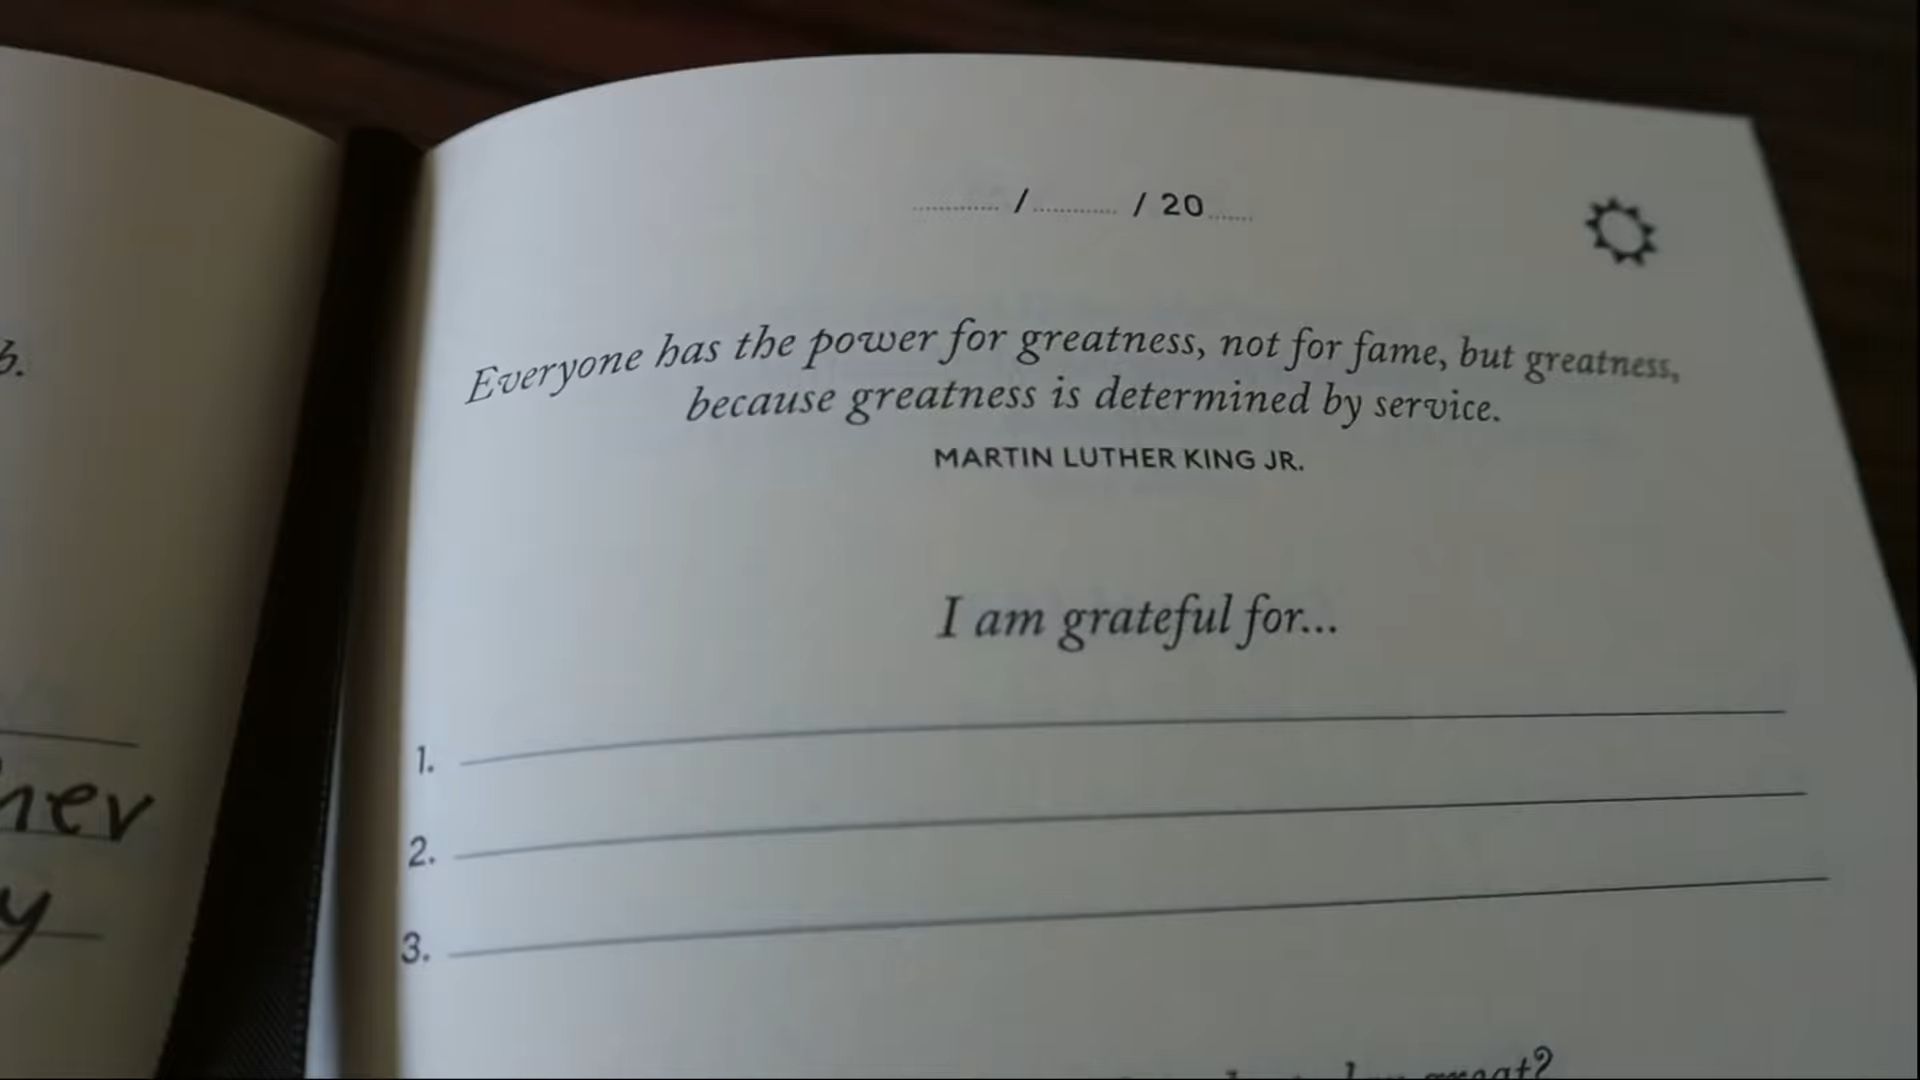 / / 20
Everyone has the power for greatness, not for fame, but greatness,
because greatness is determined by service.
MARTIN LUTHER KING JR.
I am grateful for...
1.
2.
3.